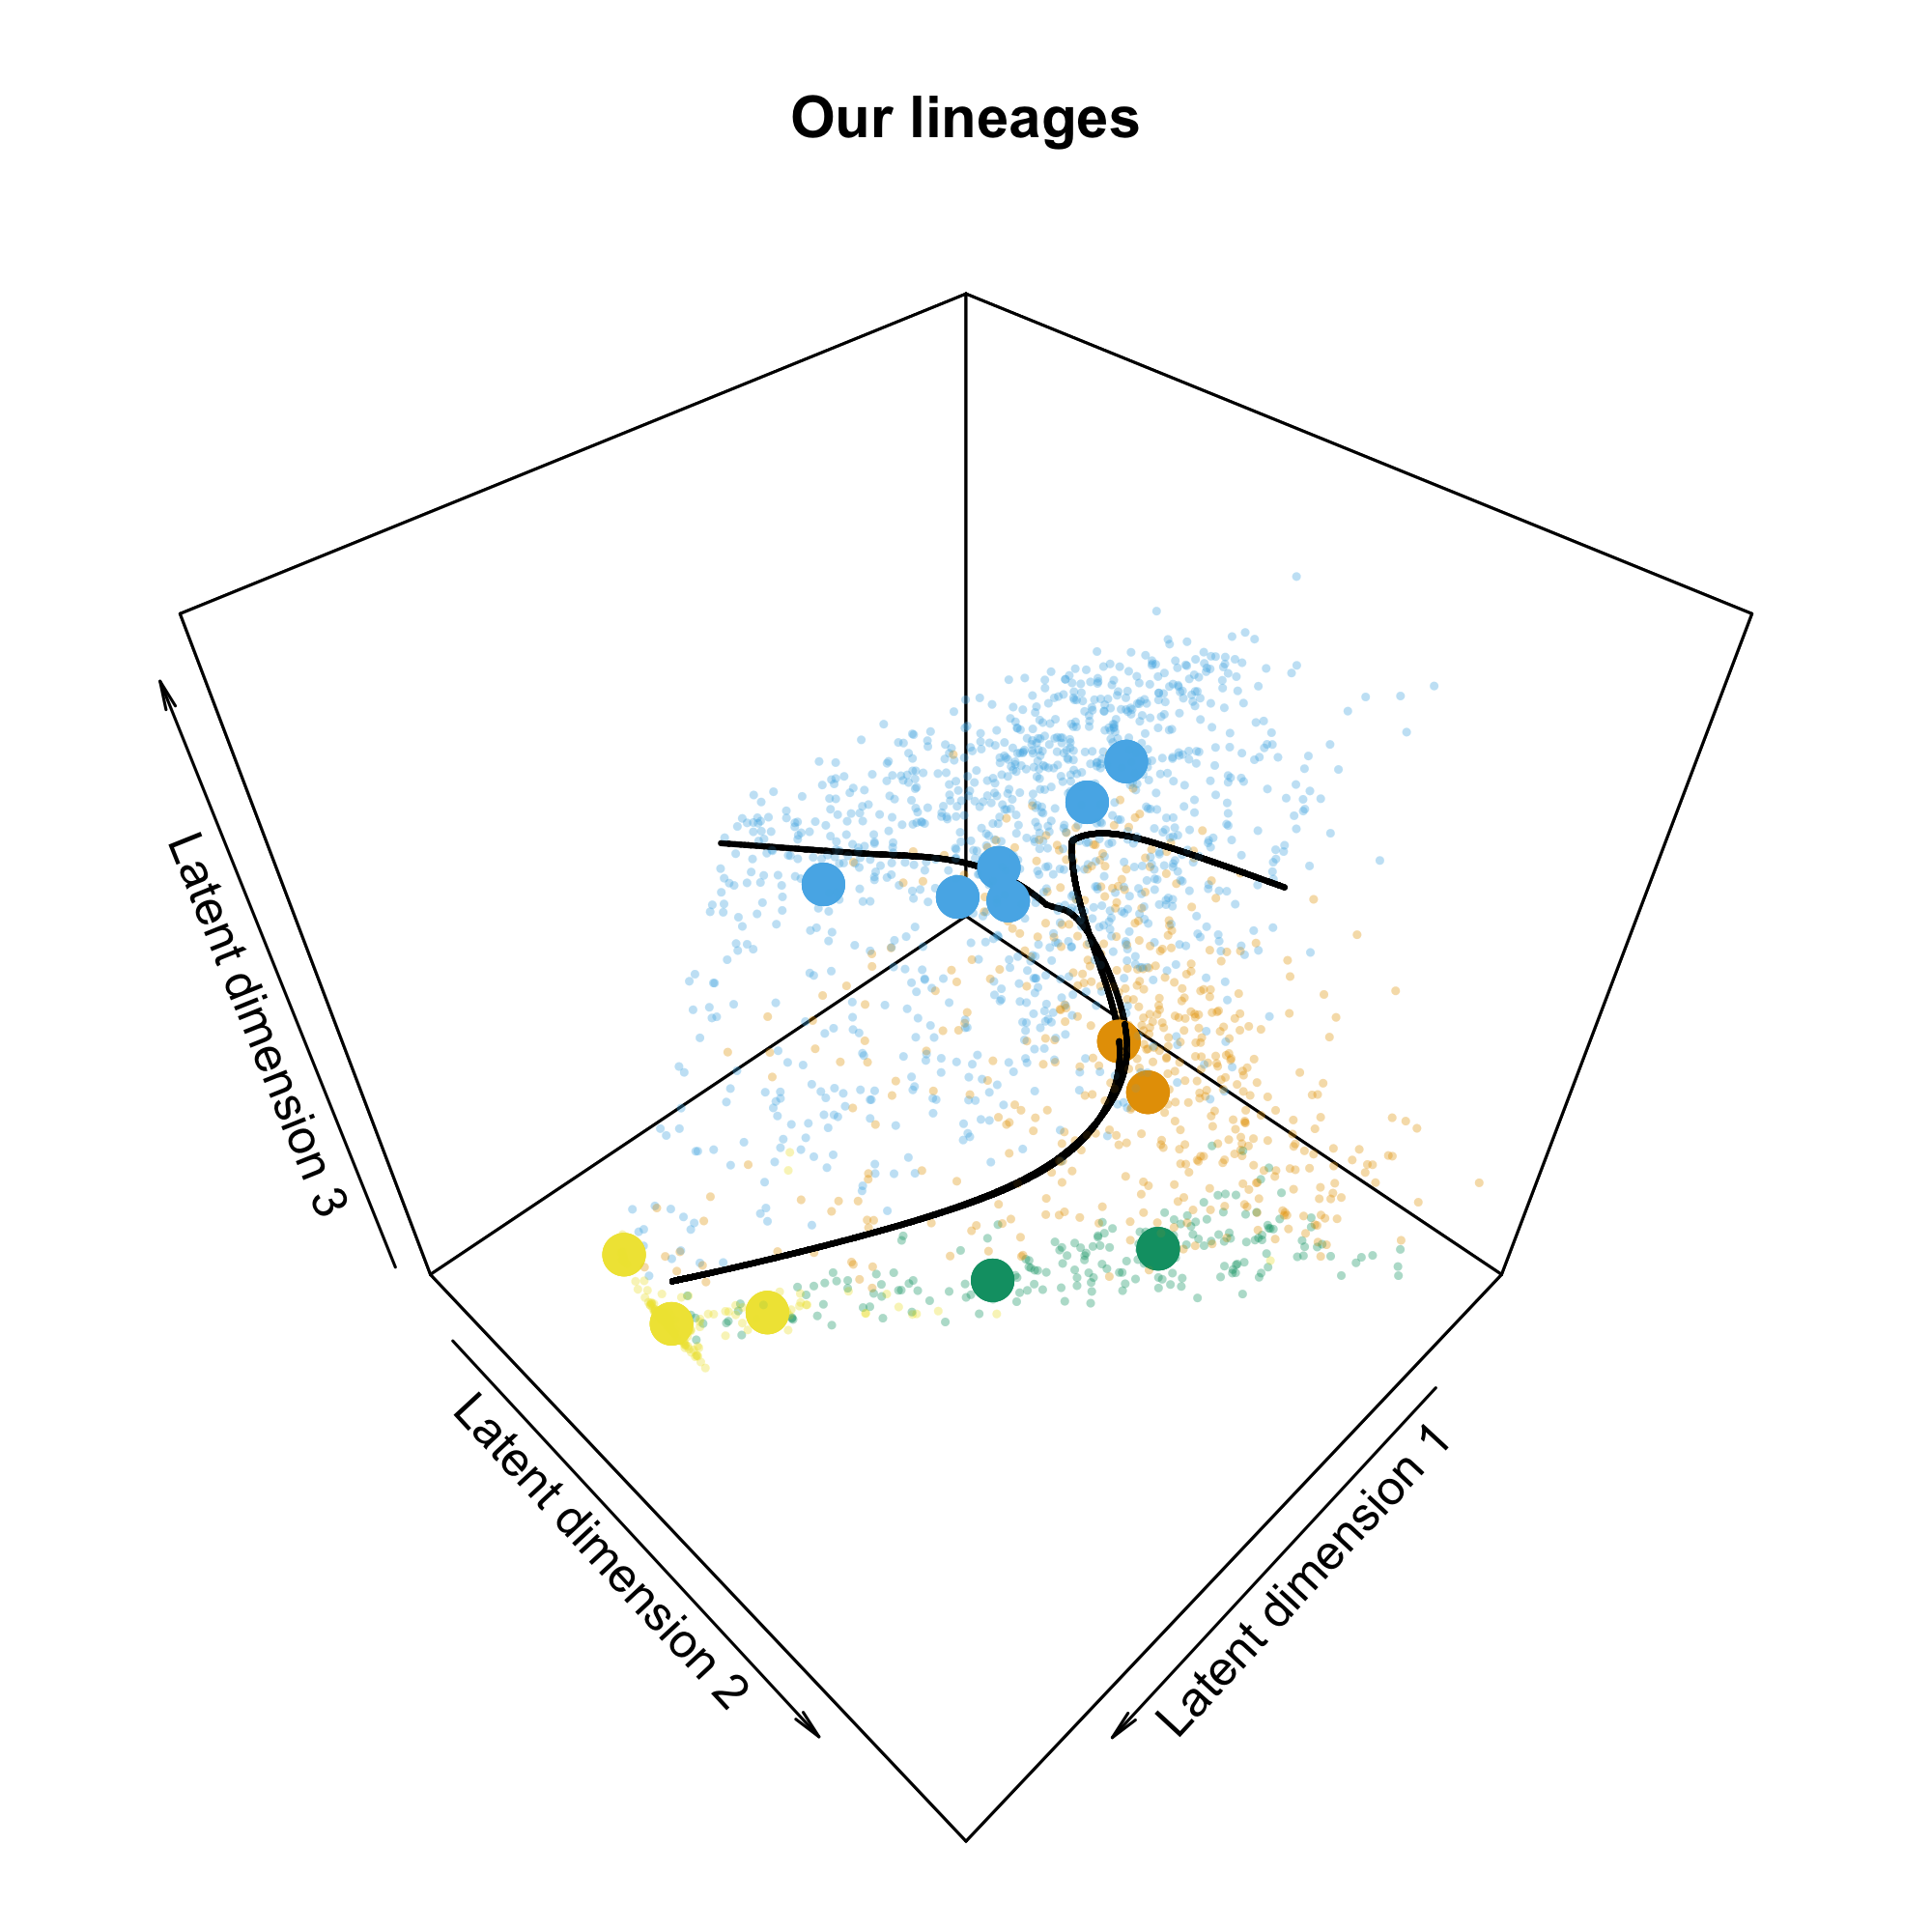 Our lineages
Latent dimension 3
Latent dimension 2
Latent dimension 1